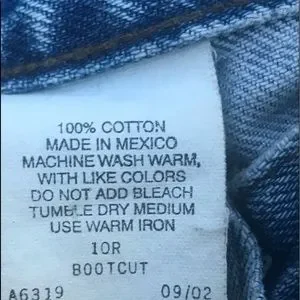 100% COTTON
MADE IN MEXICO
MACHINE WASH WARM,
WITH LIKE COLORS
DO NOT ADD BLEACH
TUMBLE DRY MEDIUM
USE WARM IRON
10R
BOOTCUT
A6319 09/02